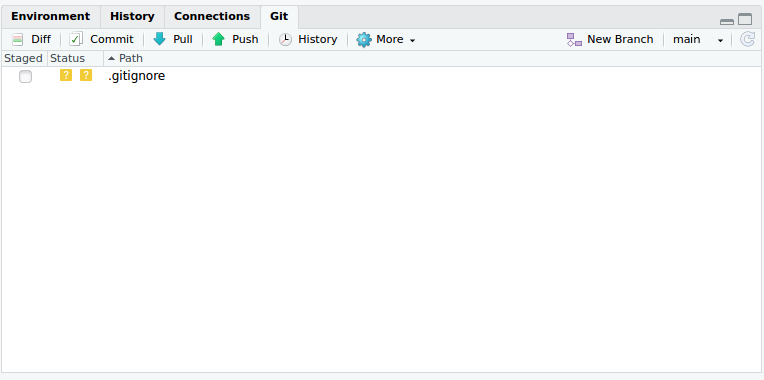 Environment History Connections Git
Diff Commit Pull Push History More New Branch main
Staged Status Path
? ? .gitignore